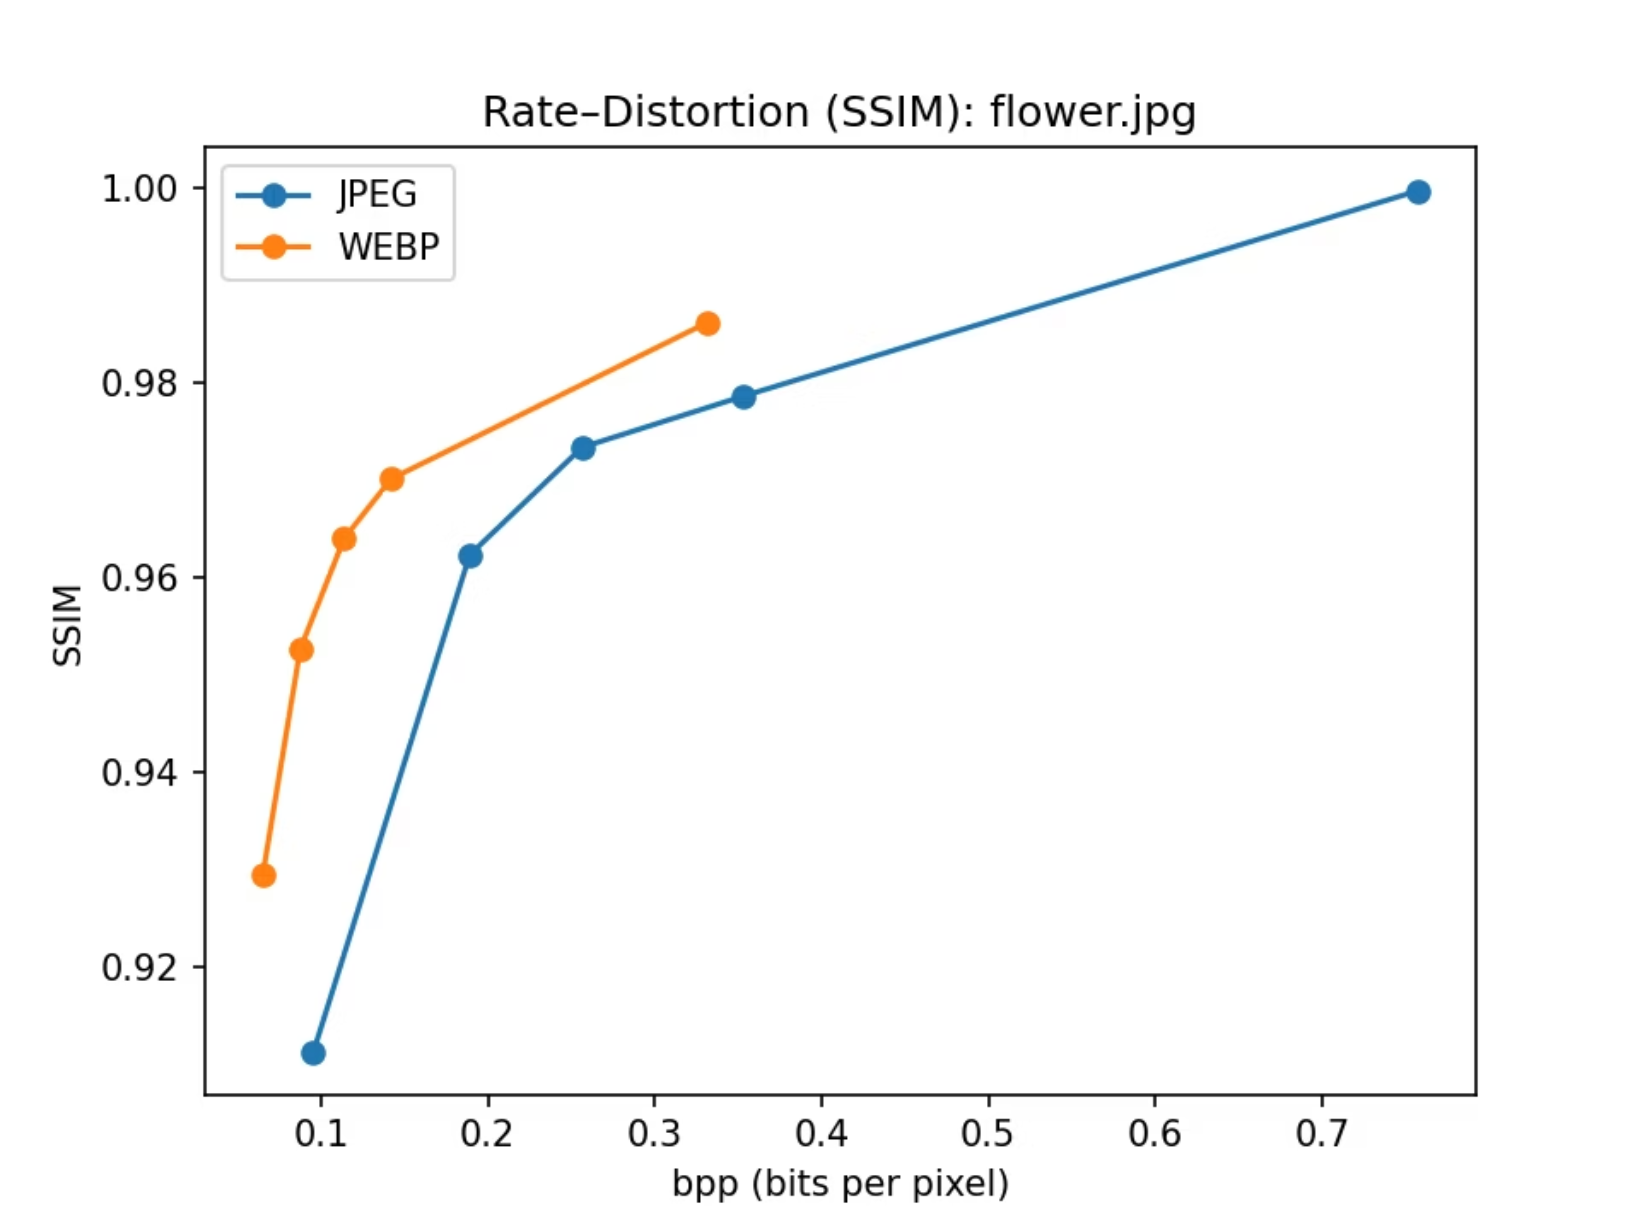 Rate–Distortion (SSIM): flower.jpg
JPEG
WEBP
1.00
0.98
0.96
0.94
0.92
SSIM
0.1 0.2 0.3 0.4 0.5 0.6 0.7
bpp (bits per pixel)